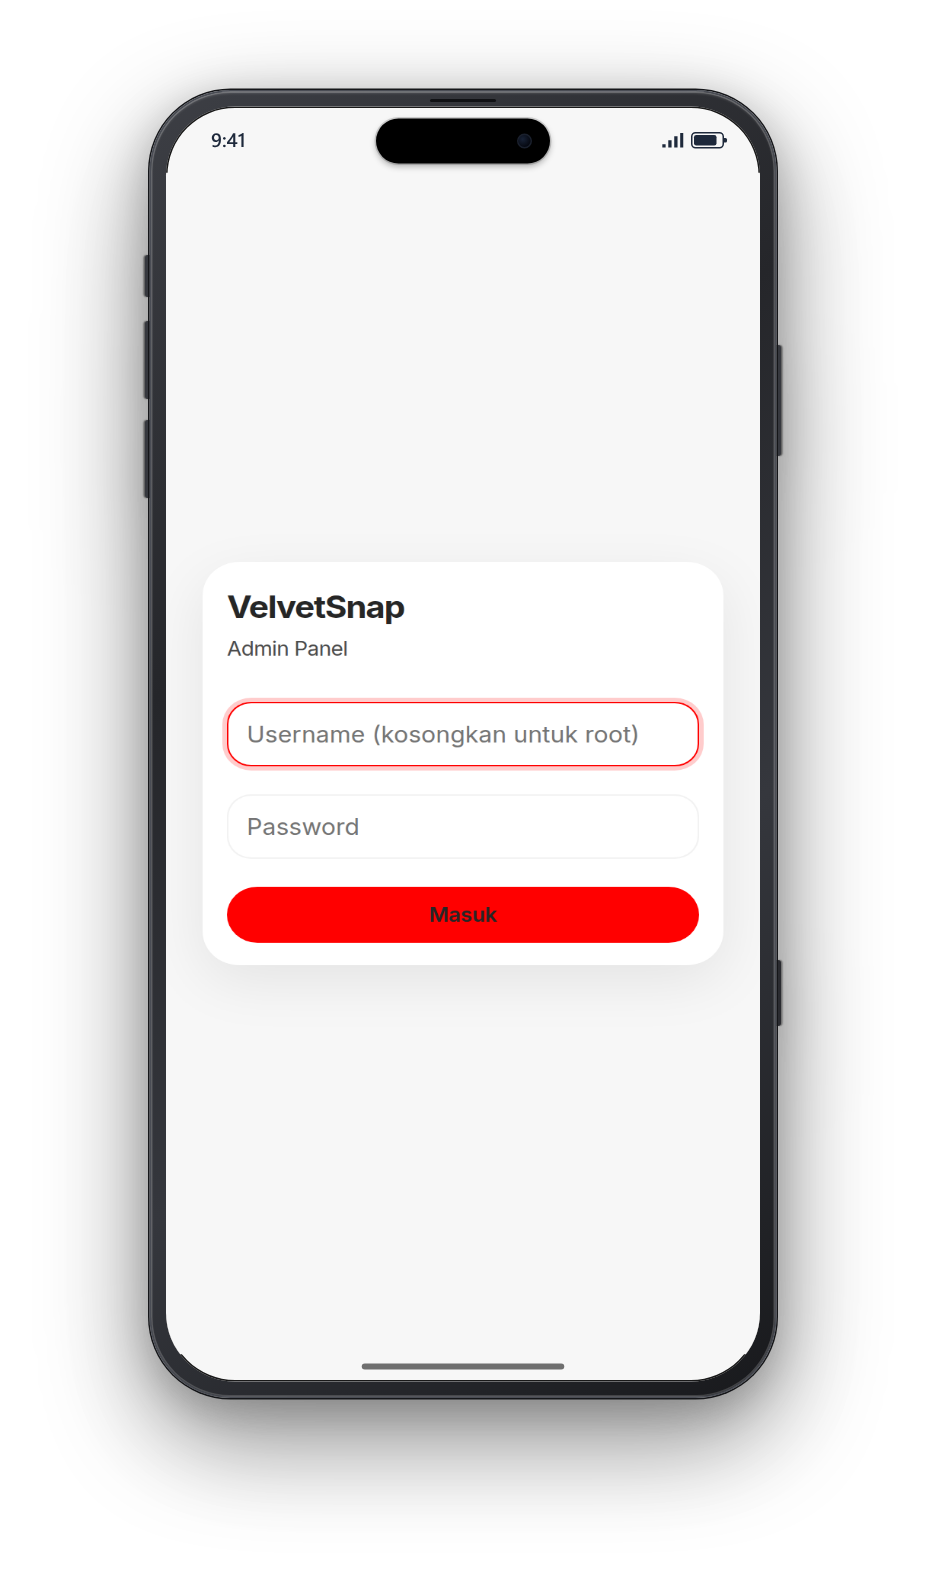 9:41
VelvetSnap
Admin Panel
Username (kosongkan untuk root)
Password
Masuk